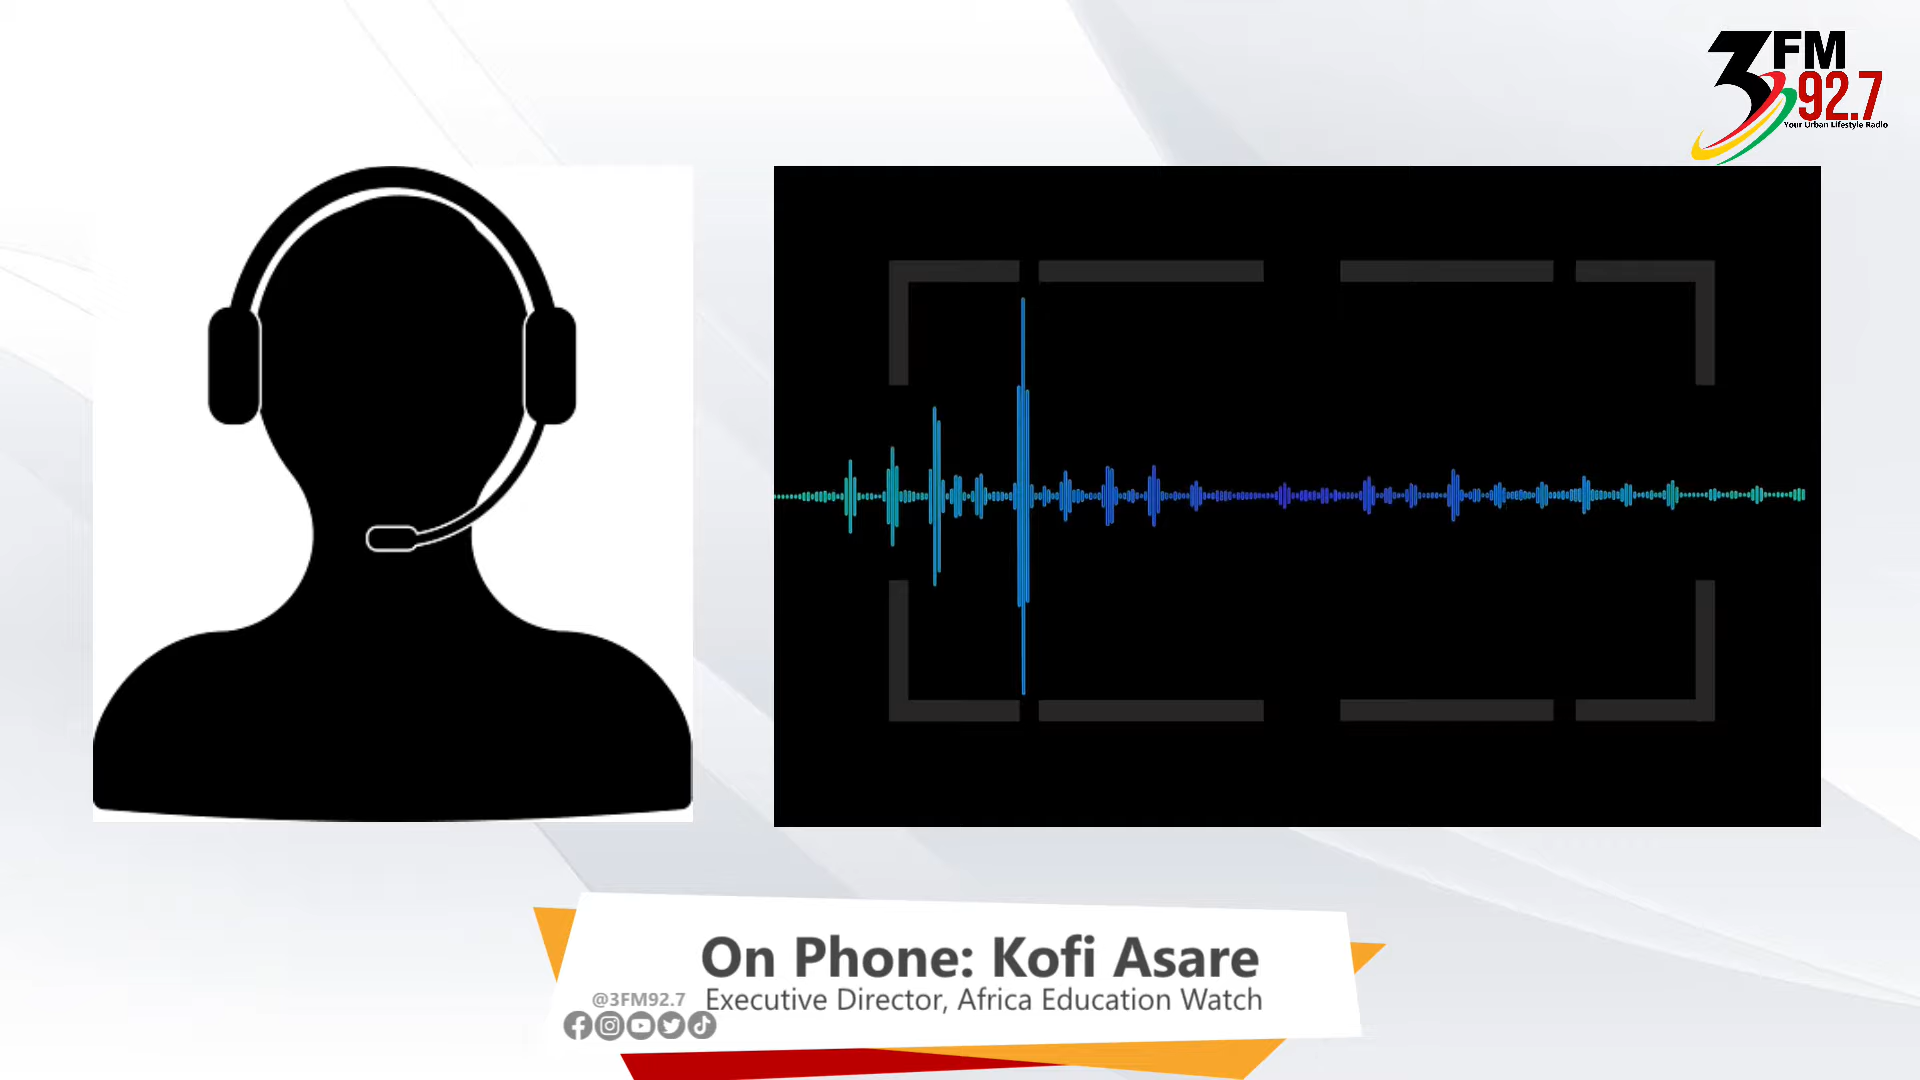 3FM
92.7
Your Urban Lifestyle Radio
On Phone: Kofi Asare
Executive Director, Africa Education Watch
@3FM92.7